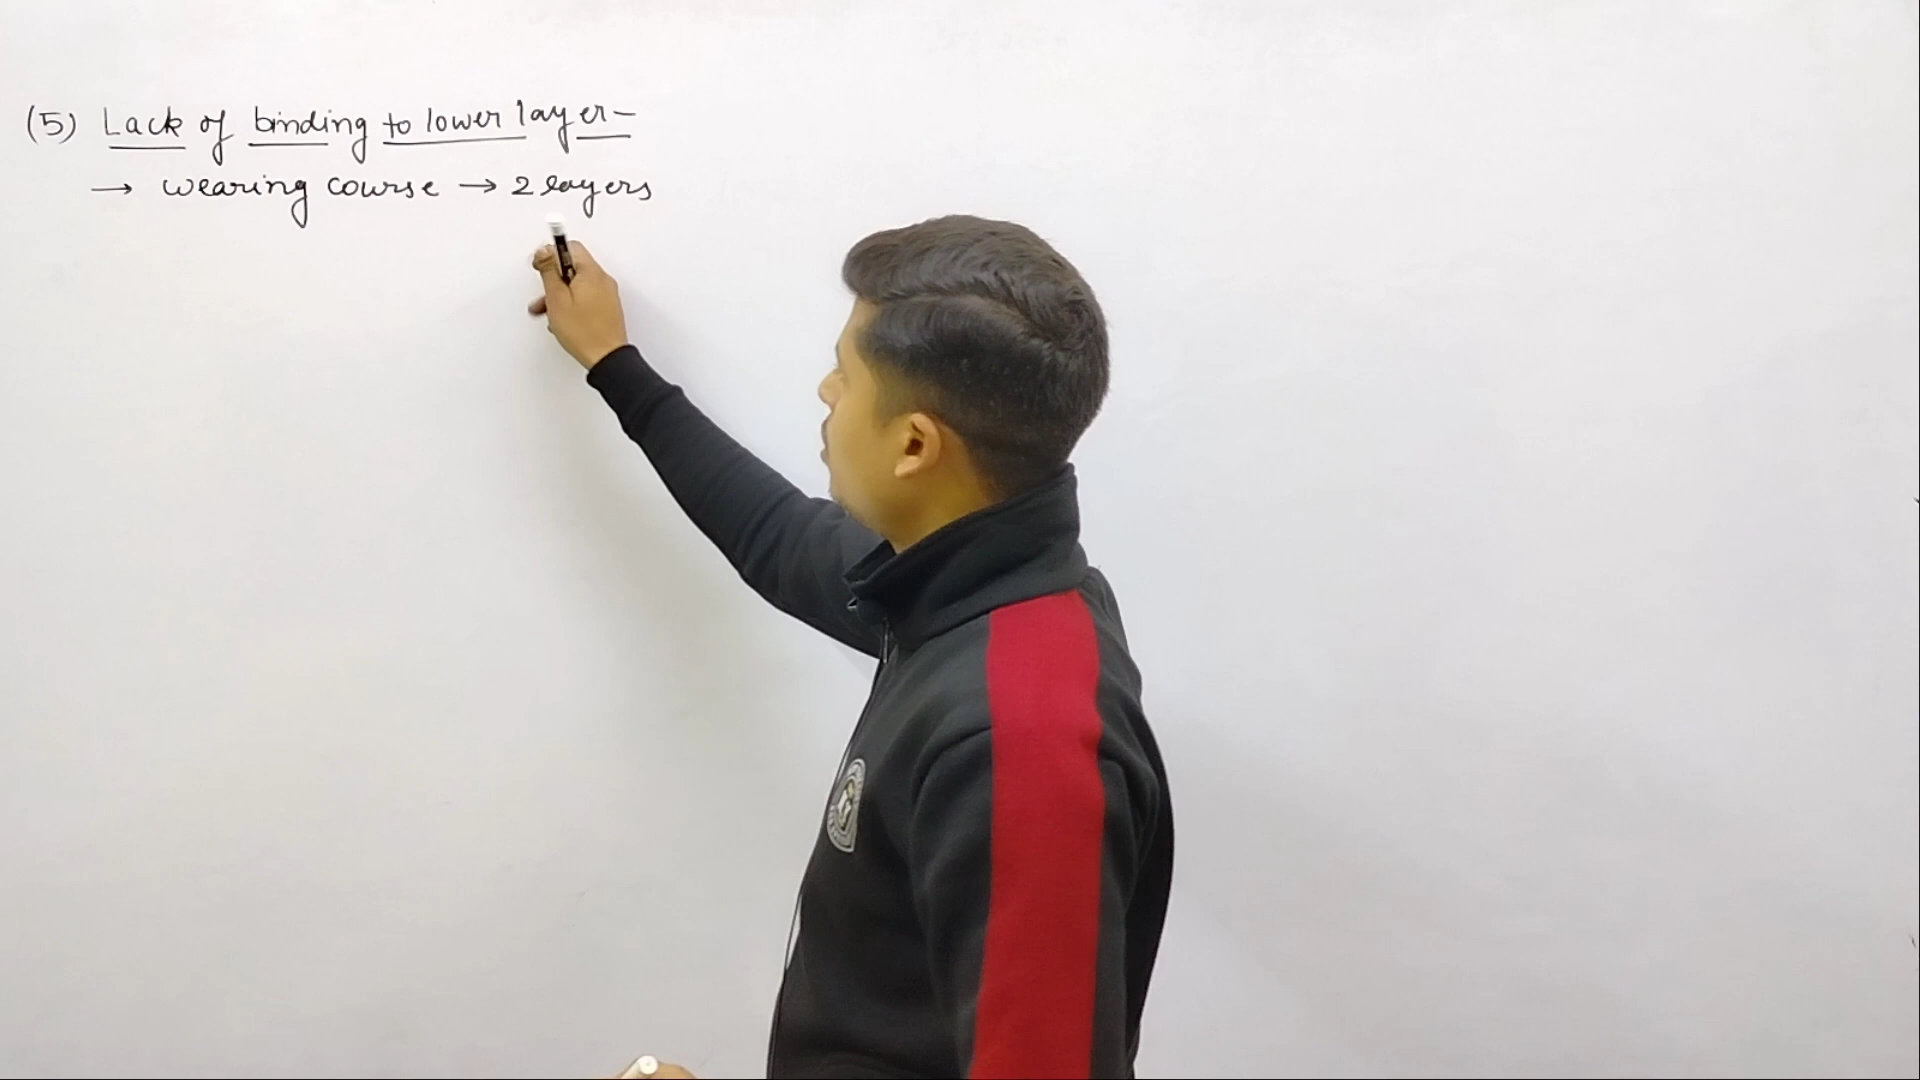 (5) Lack of binding to lower layer-
→ wearing course → 2 layers